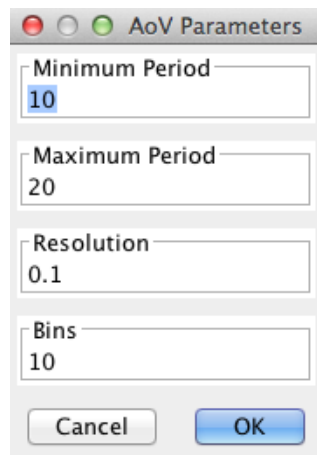 AoV Parameters
Minimum Period
10
Maximum Period
20
Resolution
0.1
Bins
10
Cancel OK